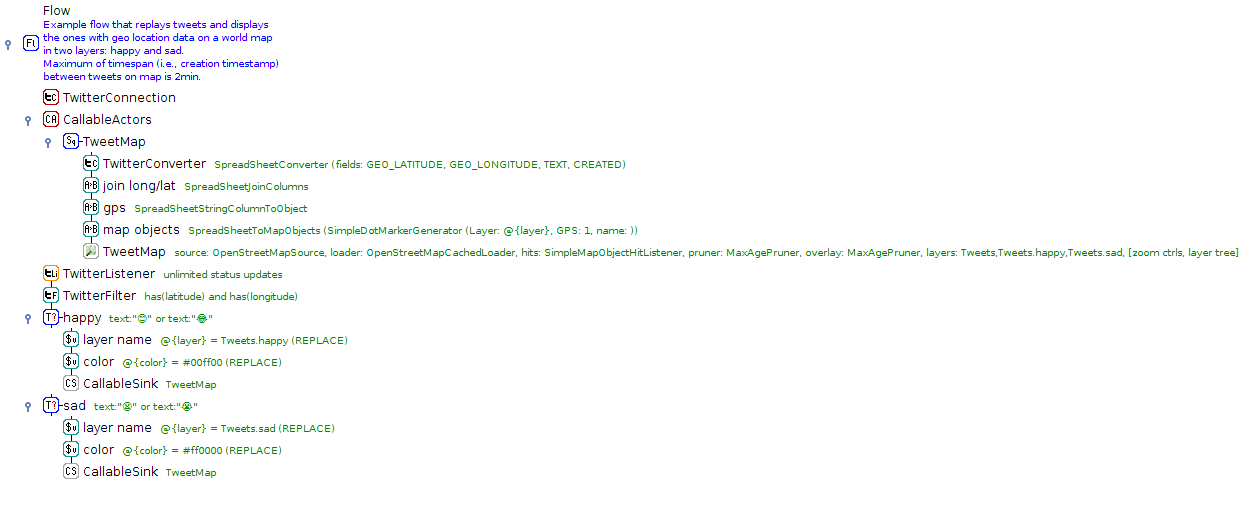 Flow
Example flow that replays tweets and displays
the ones with geo location data on a world map
in two layers: happy and sad.
Maximum of timespan (i.e., creation timestamp)
between tweets on map is 2min.
Fl
tC TwitterConnection
CA CallableActors
Sq TweetMap
tC TwitterConverter SpreadSheetConverter (fields: GEO_LATITUDE, GEO_LONGITUDE, TEXT, CREATED)
A›B join long/lat SpreadSheetJoinColumns
A›B gps SpreadSheetStringColumnToObject
A›B map objects SpreadSheetToMapObjects (SimpleDotMarkerGenerator (Layer: @{layer}, GPS: 1, name: ))
TweetMap source: OpenStreetMapSource, loader: OpenStreetMapCachedLoader, hits: SimpleMapObjectHitListener, pruner: MaxAgePruner, overlay: MaxAgePruner, layers: Tweets,Tweets.happy,Tweets.sad, [zoom ctrls, layer tree]
tLi TwitterListener unlimited status updates
tF TwitterFilter has(latitude) and has(longitude)
T? happy text:"😊" or text:"😂"
$v layer name @{layer} = Tweets.happy (REPLACE)
$v color @{color} = #00ff00 (REPLACE)
CS CallableSink TweetMap
T? sad text:"😫" or text:"😭"
$v layer name @{layer} = Tweets.sad (REPLACE)
$v color @{color} = #ff0000 (REPLACE)
CS CallableSink TweetMap